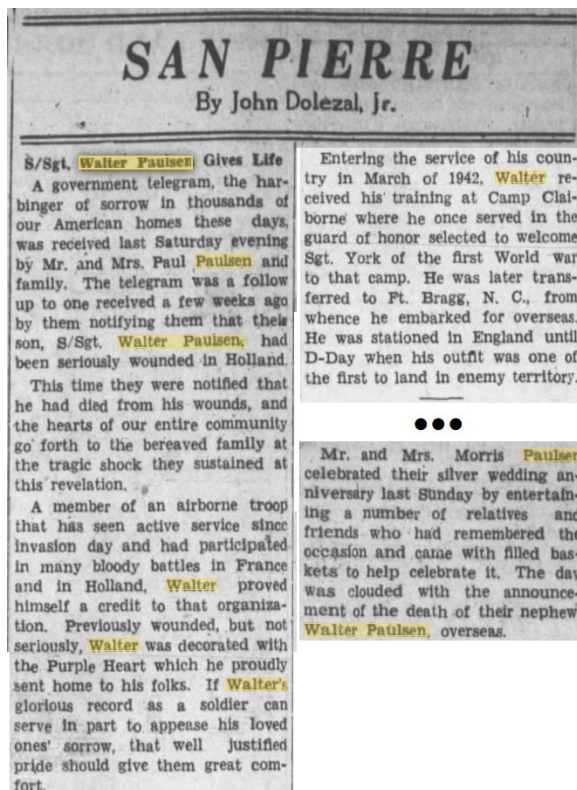 SAN PIERRE
By John Dolezal, Jr.
S/Sgt. Walter Paulsen Gives Life
A government telegram, the har-
binger of sorrow in thousands of
our American homes these days,
was received last Saturday evening
by Mr. and Mrs. Paul Paulsen and
family. The telegram was a follow
up to one received a few weeks ago
by them notifying them that their
son, S/Sgt. Walter Paulsen, had
been seriously wounded in Holland.
This time they were notified that
he had died from his wounds, and
the hearts of our entire community
go forth to the bereaved family at
the tragic shock they sustained at
this revelation.
A member of an airborne troop
that has seen active service since
invasion day and had participated
in many bloody battles in France
and in Holland, Walter proved
himself a credit to that organiza-
tion. Previously wounded, but not
seriously, Walter was decorated with
the Purple Heart which he proudly
sent home to his folks. If Walter's
glorious record as a soldier can
serve in part to appease his loved
ones' sorrow, that well justified
pride should give them great com-
fort.
Entering the service of his coun-
try in March of 1942, Walter re-
ceived his training at Camp Clai-
borne where he once served in the
guard of honor selected to welcome
Sgt. York of the first World War
to that camp. He was later trans-
ferred to Ft. Bragg, N. C., from
whence he embarked for overseas.
He was stationed in England until
D-Day when his outfit was one of
the first to land in enemy territory.
●●●
Mr. and Mrs. Morris Paulsen
celebrated their silver wedding an-
niversary last Sunday by entertain-
ing a number of relatives and
friends who had remembered the
occasion and came with filled bas-
kets to help celebrate it. The day
was clouded with the announce-
ment of the death of their nephew
Walter Paulsen, overseas.